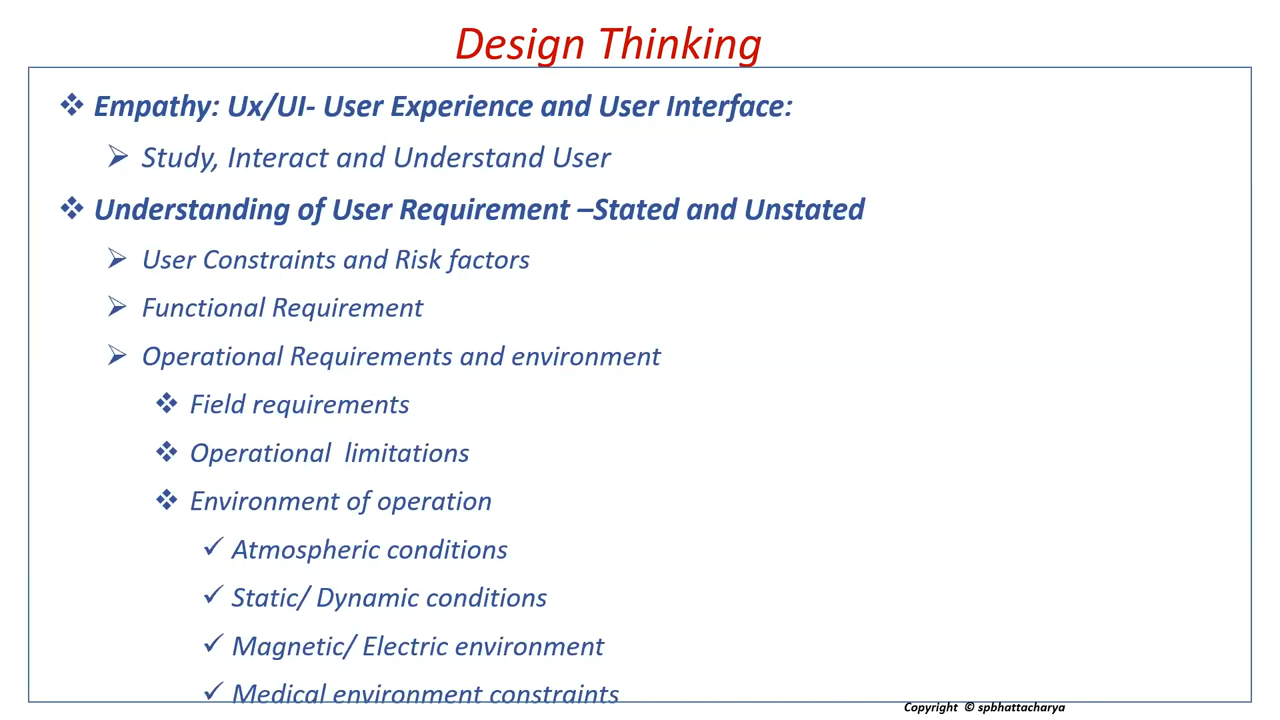 Design Thinking
❖ Empathy: Ux/UI- User Experience and User Interface:
➢ Study, Interact and Understand User
❖ Understanding of User Requirement –Stated and Unstated
➢ User Constraints and Risk factors
➢ Functional Requirement
➢ Operational Requirements and environment
❖ Field requirements
❖ Operational  limitations
❖ Environment of operation
✓ Atmospheric conditions
✓ Static/ Dynamic conditions
✓ Magnetic/ Electric environment
✓ Medical environment constraints
Copyright © spbhattacharya